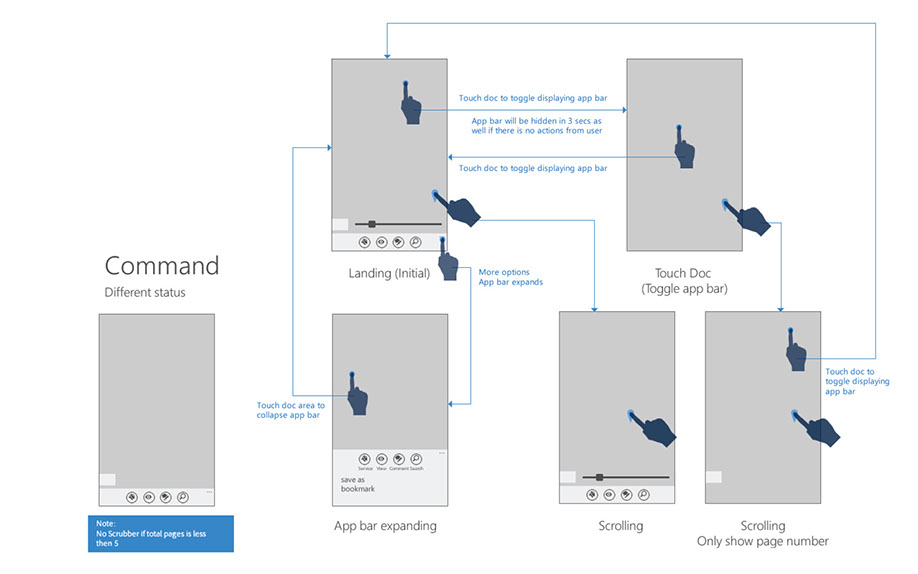 Touch doc to toggle displaying app bar
App bar will be hidden in 3 secs as
well if there is no actions from user
Touch doc to toggle displaying app bar
Command
Different status
Landing (Initial)
More options
App bar expands
Touch Doc
(Toggle app bar)
Touch doc area to
collapse app bar
Touch doc to
toggle displaying
app bar
Service View Comment Search
save as
bookmark
Note:
No Scrubber if total pages is less
then 5
App bar expanding
Scrolling
Scrolling
Only show page number